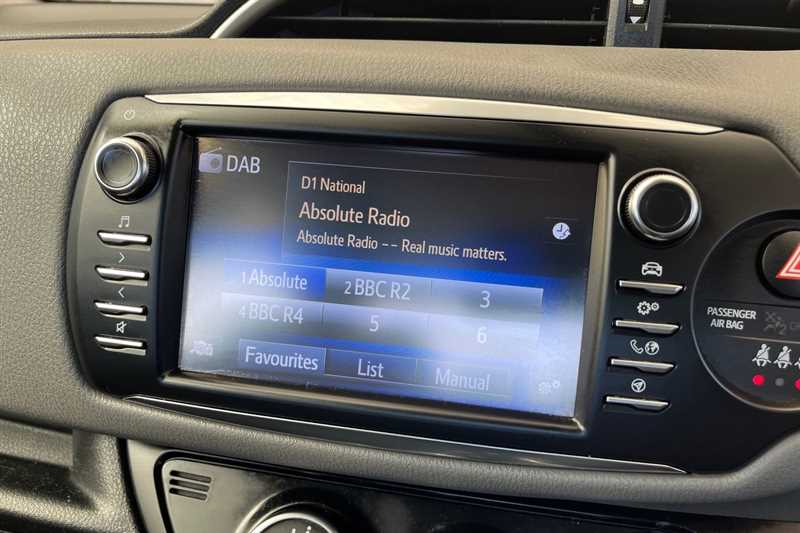 DAB
D1 National
Absolute Radio
Absolute Radio -- Real music matters.
1 Absolute
2 BBC R2
3
4 BBC R4
5
6
Favourites
List
Manual
PASSENGER
AIR BAG